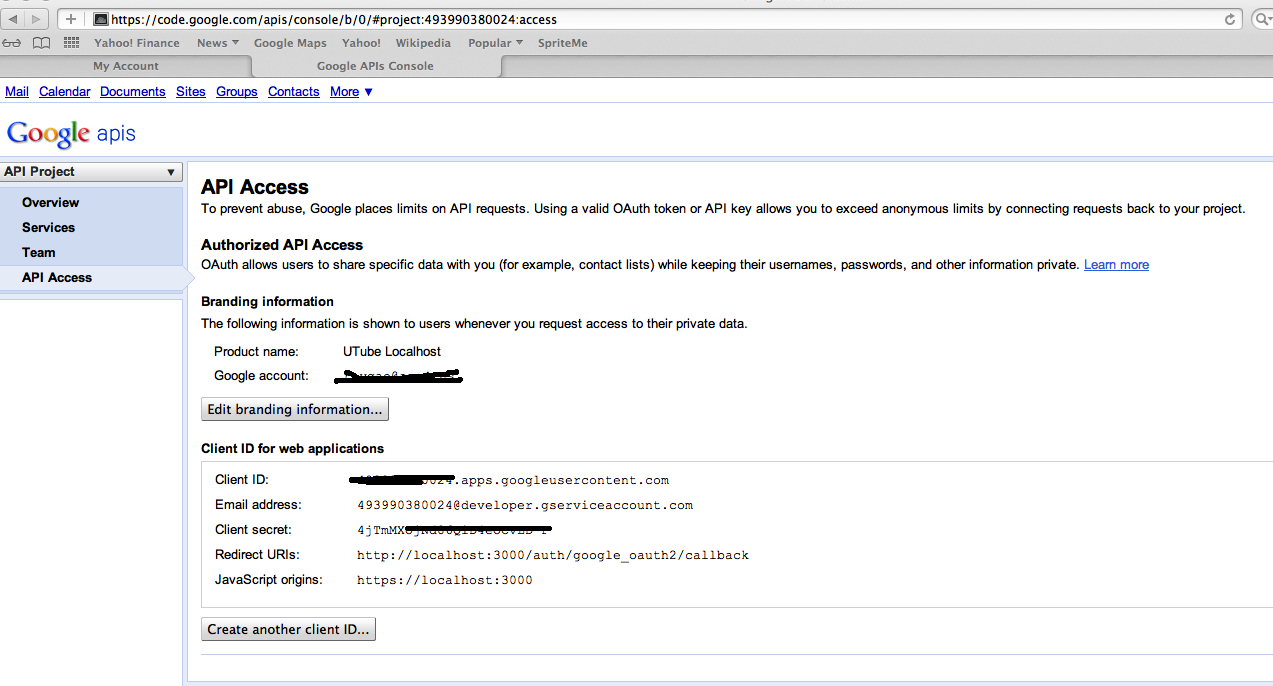 https://code.google.com/apis/console/b/0/#project:493990380024:access
Yahoo! Finance News ▼ Google Maps Yahoo! Wikipedia Popular ▼ SpriteMe
My Account Google APIs Console
Mail Calendar Documents Sites Groups Contacts More ▼
Google apis
API Project ▼
Overview
Services
Team
API Access
API Access
To prevent abuse, Google places limits on API requests. Using a valid OAuth token or API key allows you to exceed anonymous limits by connecting requests back to your project.
Authorized API Access
OAuth allows users to share specific data with you (for example, contact lists) while keeping their usernames, passwords, and other information private. Learn more
Branding information
The following information is shown to users whenever you request access to their private data.
Product name: UTube Localhost
Google account:
Edit branding information...
Client ID for web applications
Client ID: .apps.googleusercontent.com
Email address: 493990380024@developer.gserviceaccount.com
Client secret: 4jTmMX
Redirect URIs: http://localhost:3000/auth/google_oauth2/callback
JavaScript origins: https://localhost:3000
Create another client ID...